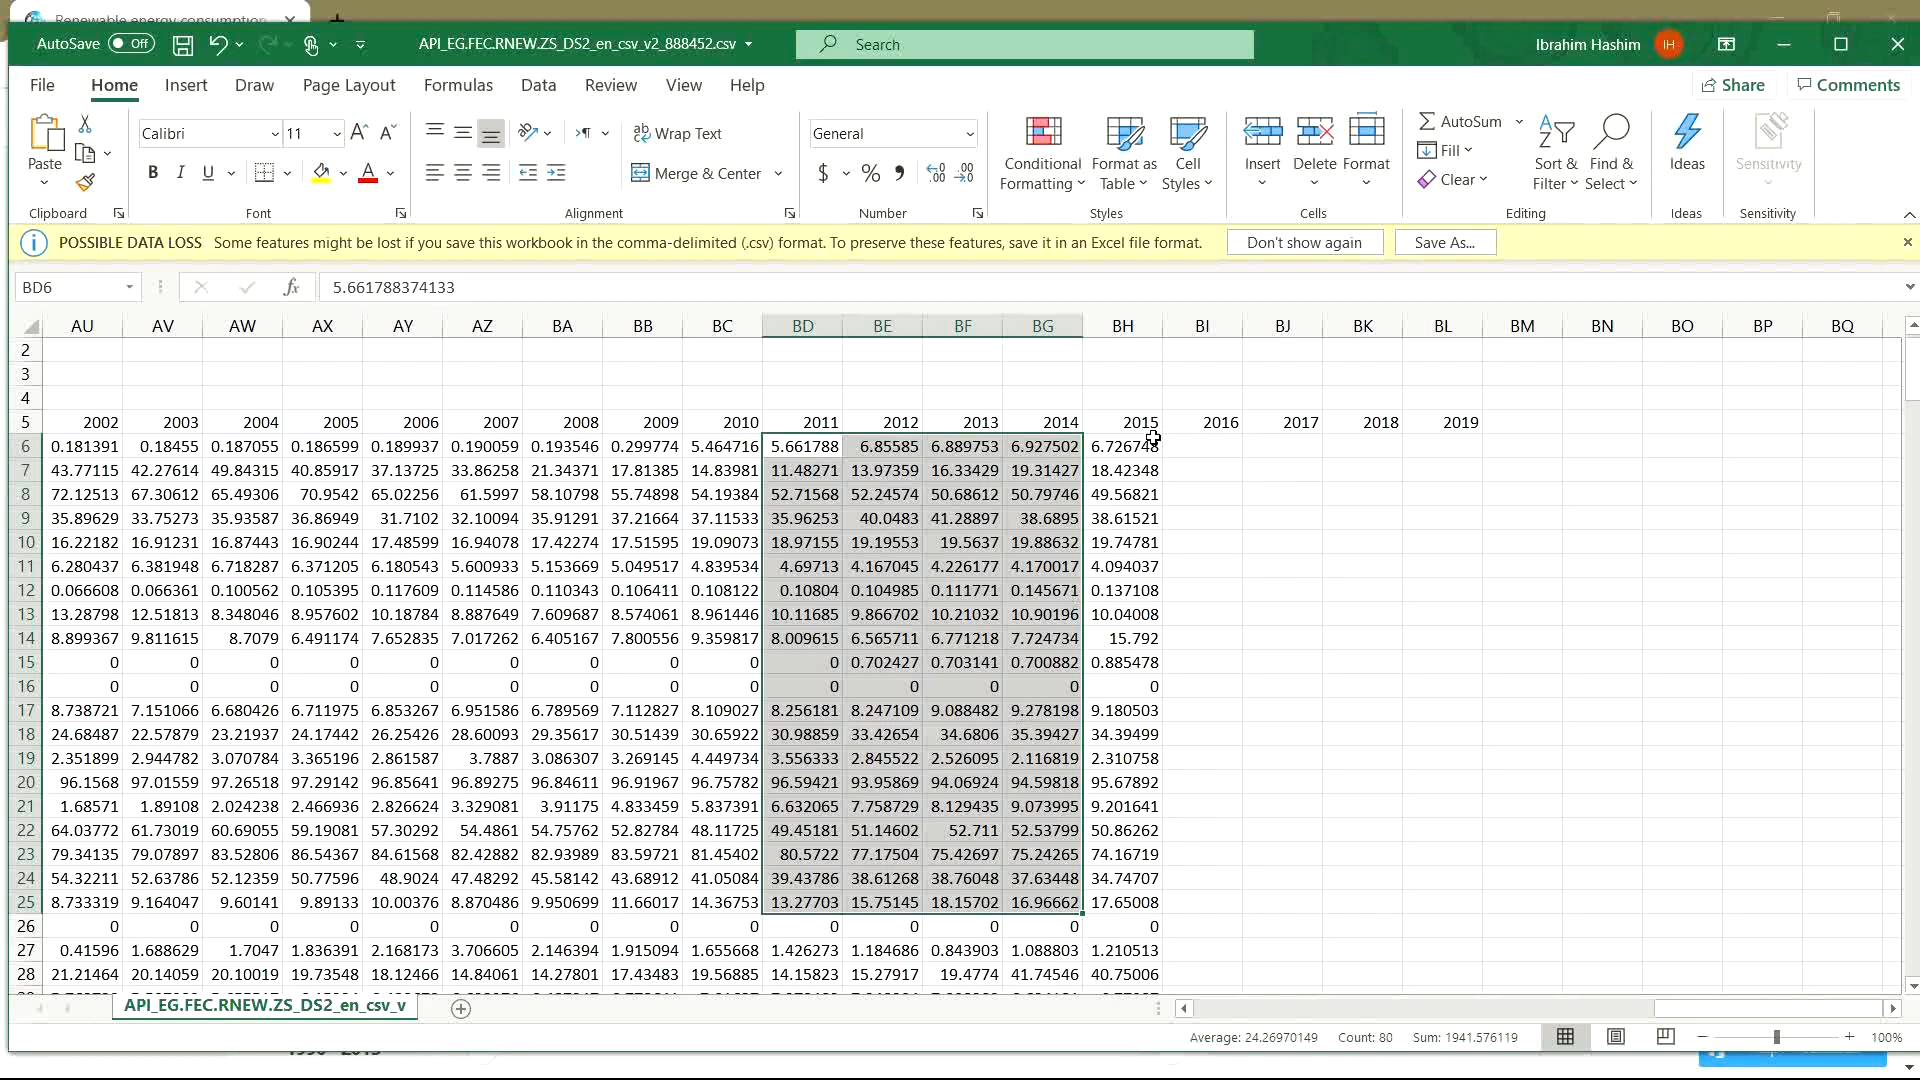 Renewable energy consumption
AutoSave Off
API_EG.FEC.RNEW.ZS_DS2_en_csv_v2_888452.csv
Search
Ibrahim Hashim IH
File Home Insert Draw Page Layout Formulas Data Review View Help
Share Comments
Paste
Clipboard
Calibri 11
B I U
Font
Wrap Text
Merge & Center
Alignment
General
$ % ,
Number
Conditional Formatting
Format as Table
Cell Styles
Styles
Insert Delete Format
Cells
AutoSum
Fill
Clear
Sort & Filter
Find & Select
Editing
Ideas
Ideas
Sensitivity
Sensitivity
POSSIBLE DATA LOSS Some features might be lost if you save this workbook in the comma-delimited (.csv) format. To preserve these features, save it in an Excel file format. Don't show again Save As...
BD6 fx 5.661788374133
AU AV AW AX AY AZ BA BB BC BD BE BF BG BH BI BJ BK BL BM BN BO BP BQ
2
3
4
5 2002 2003 2004 2005 2006 2007 2008 2009 2010 2011 2012 2013 2014 2015 2016 2017 2018 2019
6 0.181391 0.18455 0.187055 0.186599 0.189937 0.190059 0.193546 0.299774 5.464716 5.661788 6.85585 6.889753 6.927502 6.726748
7 43.77115 42.27614 49.84315 40.85917 37.13725 33.86258 21.34371 17.81385 14.83981 11.48271 13.97359 16.33429 19.31427 18.42348
8 72.12513 67.30612 65.49306 70.9542 65.02256 61.5997 58.10798 55.74898 54.19384 52.71568 52.24574 50.68612 50.79746 49.56821
9 35.89629 33.75273 35.93587 36.86949 31.7102 32.10094 35.91291 37.21664 37.11533 35.96253 40.0483 41.28897 38.6895 38.61521
10 16.22182 16.91231 16.87443 16.90244 17.48599 16.94078 17.42274 17.51595 19.09073 18.97155 19.19553 19.5637 19.88632 19.74781
11 6.280437 6.381948 6.718287 6.371205 6.180543 5.600933 5.153669 5.049517 4.839534 4.69713 4.167045 4.226177 4.170017 4.094037
12 0.066608 0.066361 0.100562 0.105395 0.117609 0.114586 0.110343 0.106411 0.108122 0.10804 0.104985 0.111771 0.145671 0.137108
13 13.28798 12.51813 8.348046 8.957602 10.18784 8.887649 7.609687 8.574061 8.961446 10.11685 9.866702 10.21032 10.90196 10.04008
14 8.899367 9.811615 8.7079 6.491174 7.652835 7.017262 6.405167 7.800556 9.359817 8.009615 6.565711 6.771218 7.724734 15.792
15 0 0 0 0 0 0 0 0 0 0 0.702427 0.703141 0.700882 0.885478
16 0 0 0 0 0 0 0 0 0 0 0 0 0 0
17 8.738721 7.151066 6.680426 6.711975 6.853267 6.951586 6.789569 7.112827 8.109027 8.256181 8.247109 9.088482 9.278198 9.180503
18 24.68487 22.57879 23.21937 24.17442 26.25426 28.60093 29.35617 30.51439 30.65922 30.98859 33.42654 34.6806 35.39427 34.39499
19 2.351899 2.944782 3.070784 3.365196 2.861587 3.7887 3.086307 3.269145 4.449734 3.556333 2.845522 2.526095 2.116819 2.310758
20 96.1568 97.01559 97.26518 97.29142 96.85641 96.89275 96.84611 96.91967 96.75782 96.59421 93.95869 94.06924 94.59818 95.67892
21 1.68571 1.89108 2.024238 2.466936 2.826624 3.329081 3.91175 4.833459 5.837391 6.632065 7.758729 8.129435 9.073995 9.201641
22 64.03772 61.73019 60.69055 59.19081 57.30292 54.4861 54.75762 52.82784 48.11725 49.45181 51.14602 52.711 52.53799 50.86262
23 79.34135 79.07897 83.52806 86.54367 84.61568 82.42882 82.93989 83.59721 81.45402 80.5722 77.17504 75.42697 75.24265 74.16719
24 54.32211 52.63786 52.12359 50.77596 48.9024 47.48292 45.58142 43.68912 41.05084 39.43786 38.61268 38.76048 37.63448 34.74707
25 8.733319 9.164047 9.60141 9.89133 10.00376 8.870486 9.950699 11.66017 14.36753 13.27703 15.75145 18.15702 16.96662 17.65008
26 0 0 0 0 0 0 0 0 0 0 0 0 0 0
27 0.41596 1.688629 1.7047 1.836391 2.168173 3.706605 2.146394 1.915094 1.655668 1.426273 1.184686 0.843903 1.088803 1.210513
28 21.21464 20.14059 20.10019 19.73548 18.12466 14.84061 14.27801 17.43483 19.56885 14.15823 15.27917 19.4774 41.74546 40.75006
API_EG.FEC.RNEW.ZS_DS2_en_csv_v
Average: 24.26970149 Count: 80 Sum: 1941.576119 100%